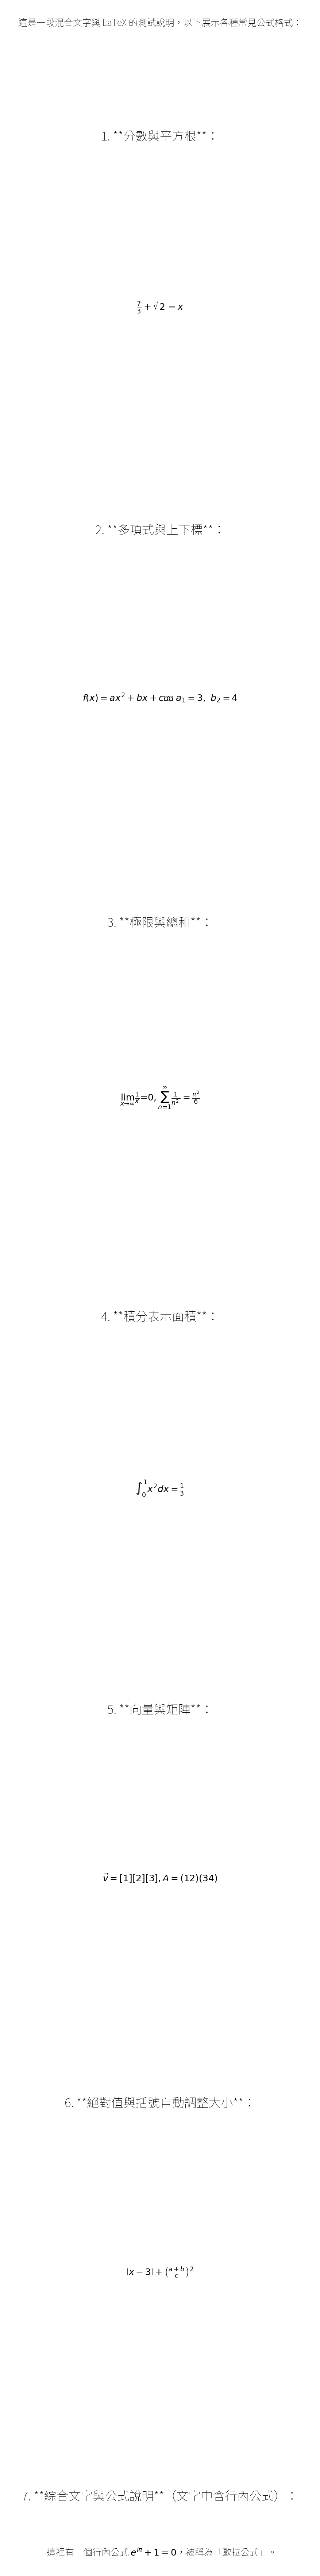 這是一段混合文字與 LaTeX 的測試說明，以下展示各種常見公式格式：
1. **分數與平方根**：
\frac{7}{3} + \sqrt{2} = x
2. **多項式與上下標**：
f(x) = ax^2 + bx + c a_1 = 3, b_2 = 4
3. **極限與總和**：
\lim_{x \to \infty} \frac{1}{x} = 0, \sum_{n=1}^{\infty} \frac{1}{n^2} = \frac{\pi^2}{6}
4. **積分表示面積**：
\int_0^1 x^2 dx = \frac{1}{3}
5. **向量與矩陣**：
\vec{v} = [1][2][3], A = (12)(34)
6. **絕對值與括號自動調整大小**：
|x - 3| + \left(\frac{a+b}{c}\right)^2
7. **綜合文字與公式說明**（文字中含行內公式）：
這裡有一個行內公式 e^{i\pi} + 1 = 0，被稱為「歐拉公式」。